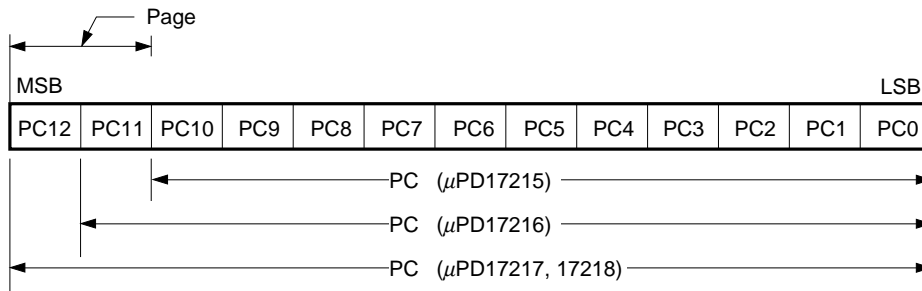 Page
MSB LSB
PC12 PC11 PC10 PC9 PC8 PC7 PC6 PC5 PC4 PC3 PC2 PC1 PC0
PC (μPD17215)
PC (μPD17216)
PC (μPD17217, 17218)